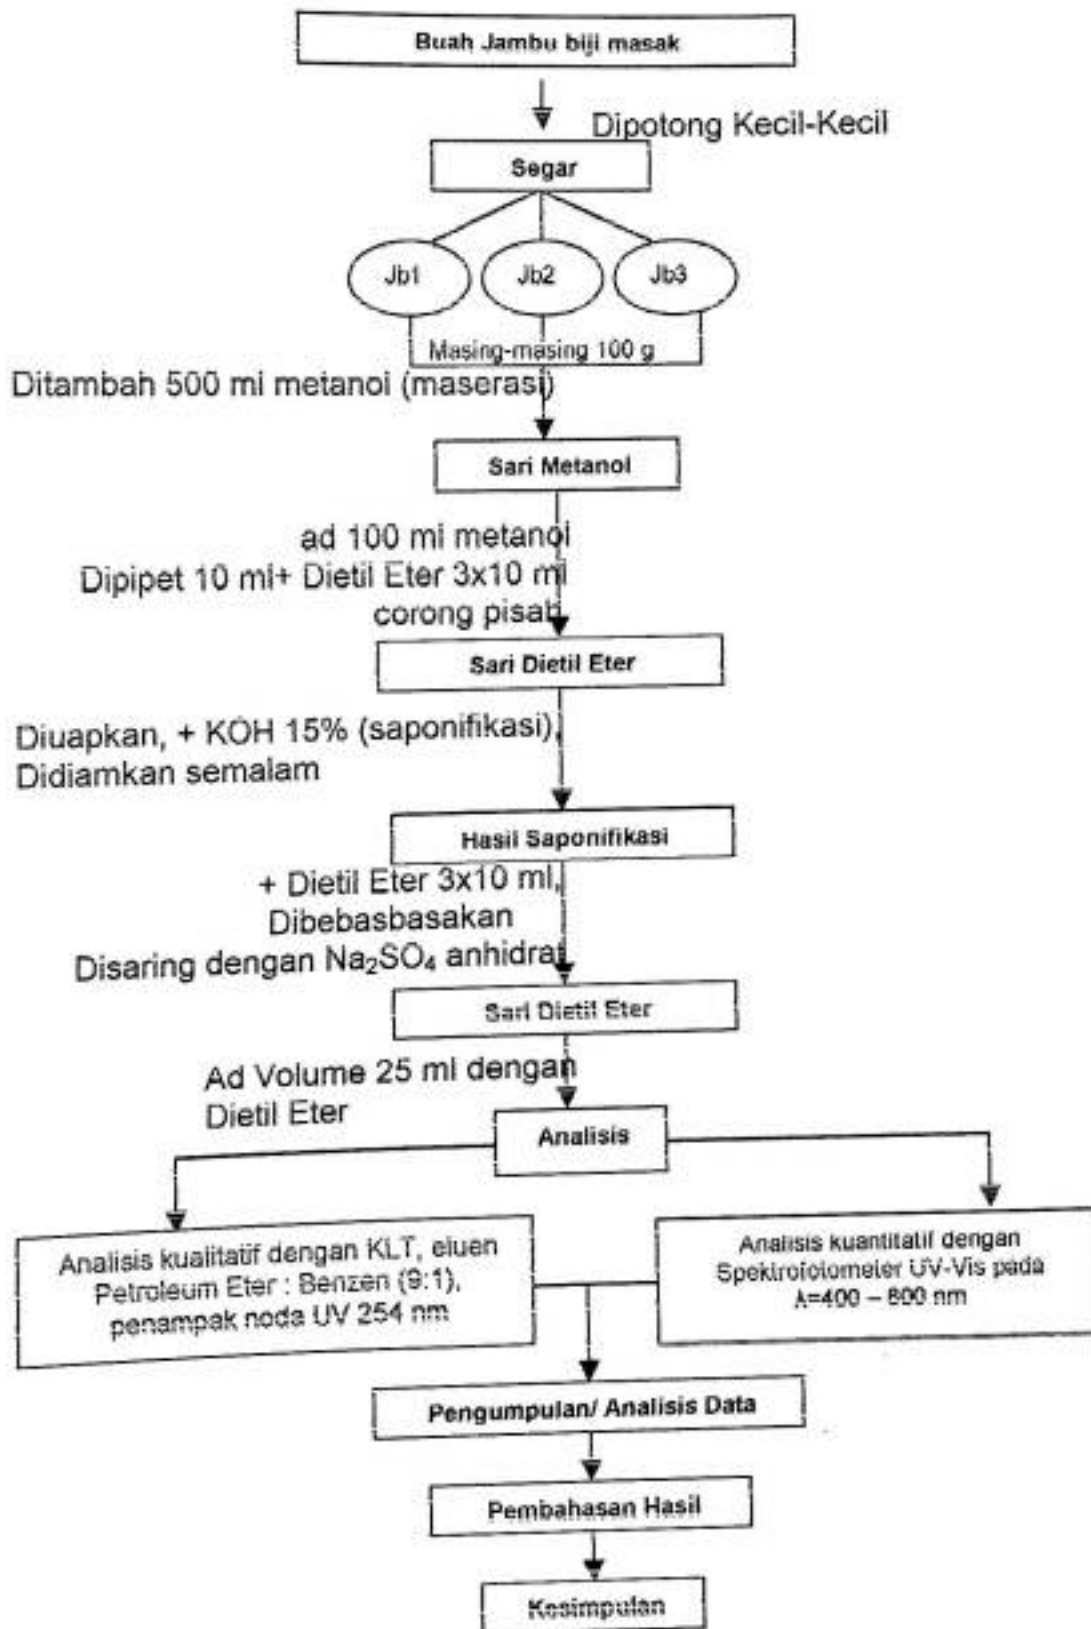 Buah Jambu biji masak
Dipotong Kecil-Kecil
Segar
Jb1
Jb2
Jb3
Masing-masing 100 g
Ditambah 500 ml metanol (maserasi)
Sari Metanol
ad 100 ml metanol
Dipipet 10 ml+ Dietil Eter 3x10 ml
corong pisah
Sari Dietil Eter
Diuapkan, + KOH 15% (saponifikasi),
Didiamkan semalam
Hasil Saponifikasi
+ Dietil Eter 3x10 ml,
Dibebasbasakan
Disaring dengan Na₂SO₄ anhidrat
Sari Dietil Eter
Ad Volume 25 ml dengan
Dietil Eter
Analisis
Analisis kualitatif dengan KLT, eluen
Petroleum Eter : Benzen (9:1),
penampak noda UV 254 nm
Analisis kuantitatif dengan
Spektrofotometer UV-Vis pada
λ=400 – 800 nm
Pengumpulan/ Analisis Data
Pembahasan Hasil
Kesimpulan